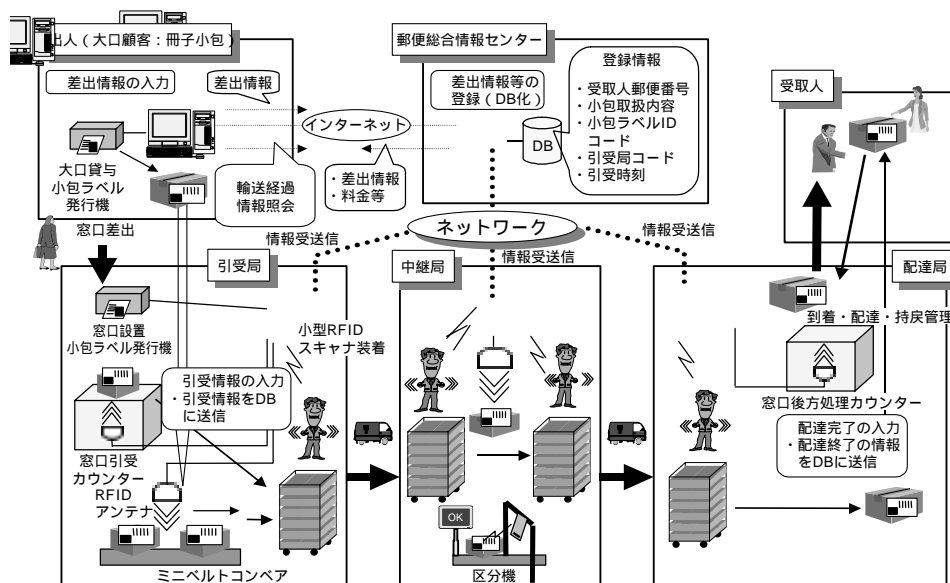 出人(大口顧客:冊子小包)
差出情報の入力
差出情報
大口貸与
小包ラベル
発行機
輸送経過
情報照会
インターネット
・差出情報
・料金等
郵便総合情報センター
差出情報等の
登録(DB化)
DB
登録情報
・受取人郵便番号
・小包取扱内容
・小包ラベルID
コード
・引受局コード
・引受時刻
受取人
窓口差出
ネットワーク
情報受送信
情報受送信
情報受送信
引受局
窓口設置
小包ラベル発行機
小型RFID
スキャナ装着
引受情報の入力
・引受情報をDB
に送信
窓口引受
カウンター
RFID
アンテナ
ミニベルトコンベア
中継局
OK
区分機
配達局
到着・配達・持戻管理
窓口後方処理カウンター
配達完了の入力
・配達終了の情報
をDBに送信